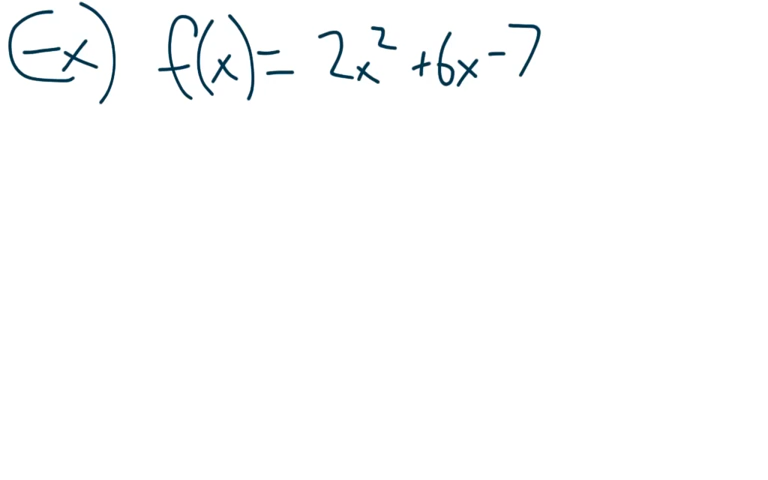 Ex) f(x) = 2x² + 6x - 7